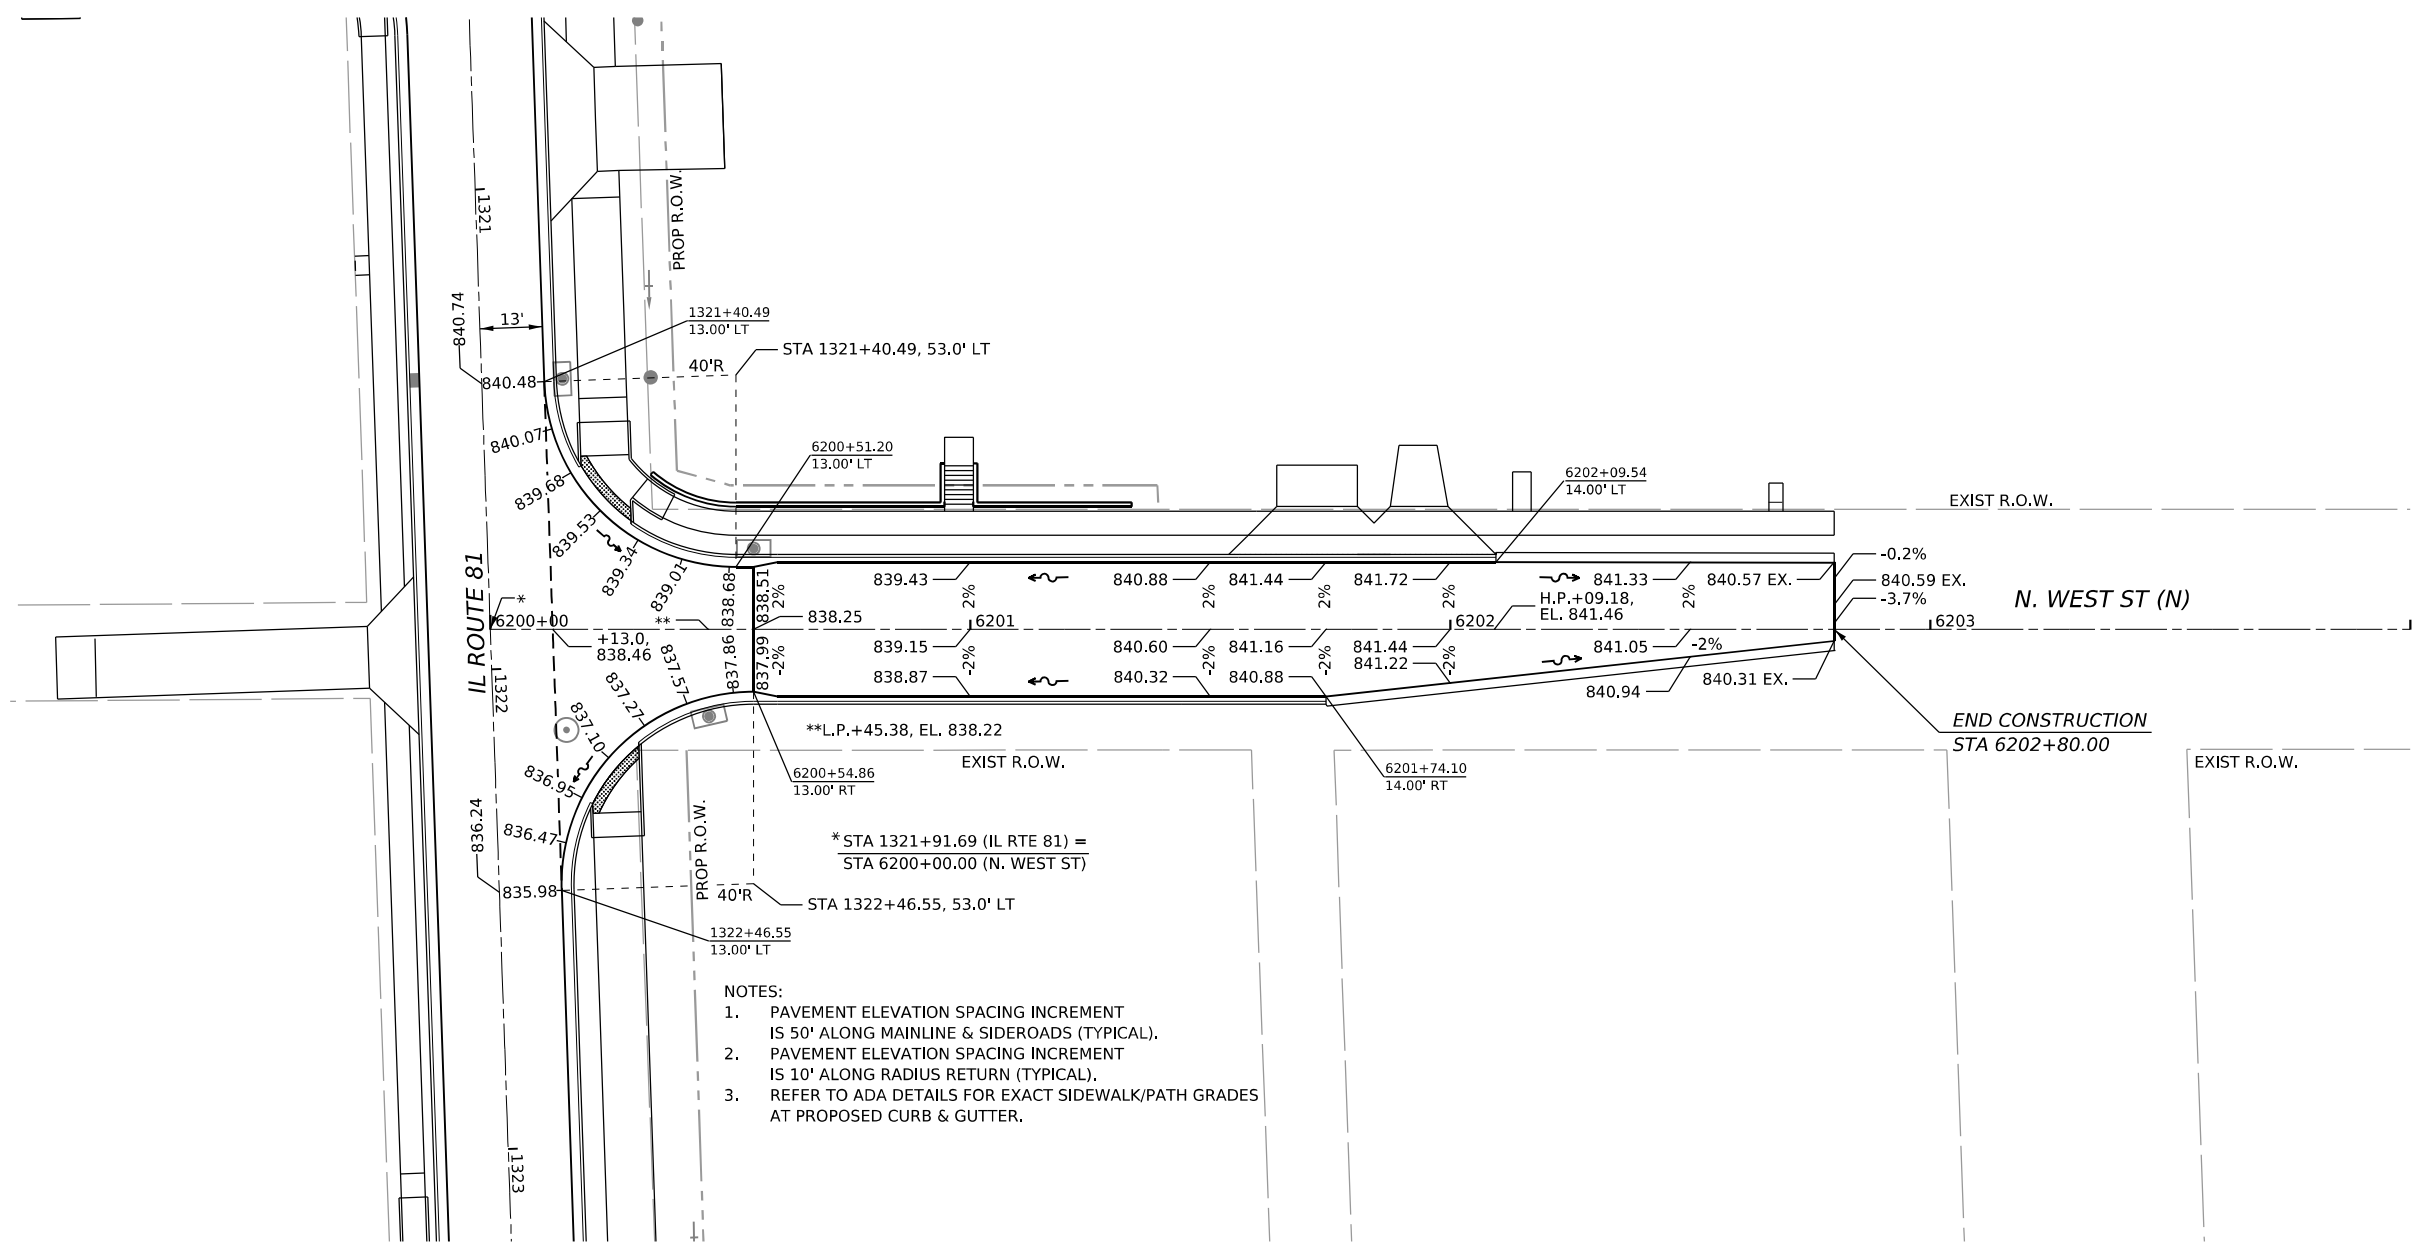 1321
PROP R.O.W.
840.74
13'
1321+40.49
13.00' LT
STA 1321+40.49, 53.0' LT
40'R
840.48
840.07
839.68
839.53
839.34
839.01
838.68
838.51
6200+51.20
13.00' LT
6202+09.54
14.00' LT
EXIST R.O.W.
-0.2%
840.59 EX.
-3.7%
N. WEST ST (N)
839.43
840.88
841.44
841.72
841.33
840.57 EX.
2%
2%
2%
2%
2%
2%
H.P.+09.18,
EL. 841.46
IL ROUTE 81
*
6200+00
**
838.25
6201
6202
6203
+13.0,
838.46
839.15
840.60
841.16
841.44
841.05
-2%
841.22
-2%
-2%
-2%
-2%
-2%
838.87
840.32
840.88
840.94
840.31 EX.
837.86
837.99
837.57
837.27
837.10
836.95
836.47
1322
**L.P.+45.38, EL. 838.22
EXIST R.O.W.
END CONSTRUCTION
STA 6202+80.00
EXIST R.O.W.
6200+54.86
13.00' RT
6201+74.10
14.00' RT
836.24
PROP R.O.W.
* STA 1321+91.69 (IL RTE 81) =
STA 6200+00.00 (N. WEST ST)
835.98
40'R
STA 1322+46.55, 53.0' LT
1322+46.55
13.00' LT
NOTES:
1. PAVEMENT ELEVATION SPACING INCREMENT
IS 50' ALONG MAINLINE & SIDEROADS (TYPICAL).
2. PAVEMENT ELEVATION SPACING INCREMENT
IS 10' ALONG RADIUS RETURN (TYPICAL).
3. REFER TO ADA DETAILS FOR EXACT SIDEWALK/PATH GRADES
AT PROPOSED CURB & GUTTER.
1323